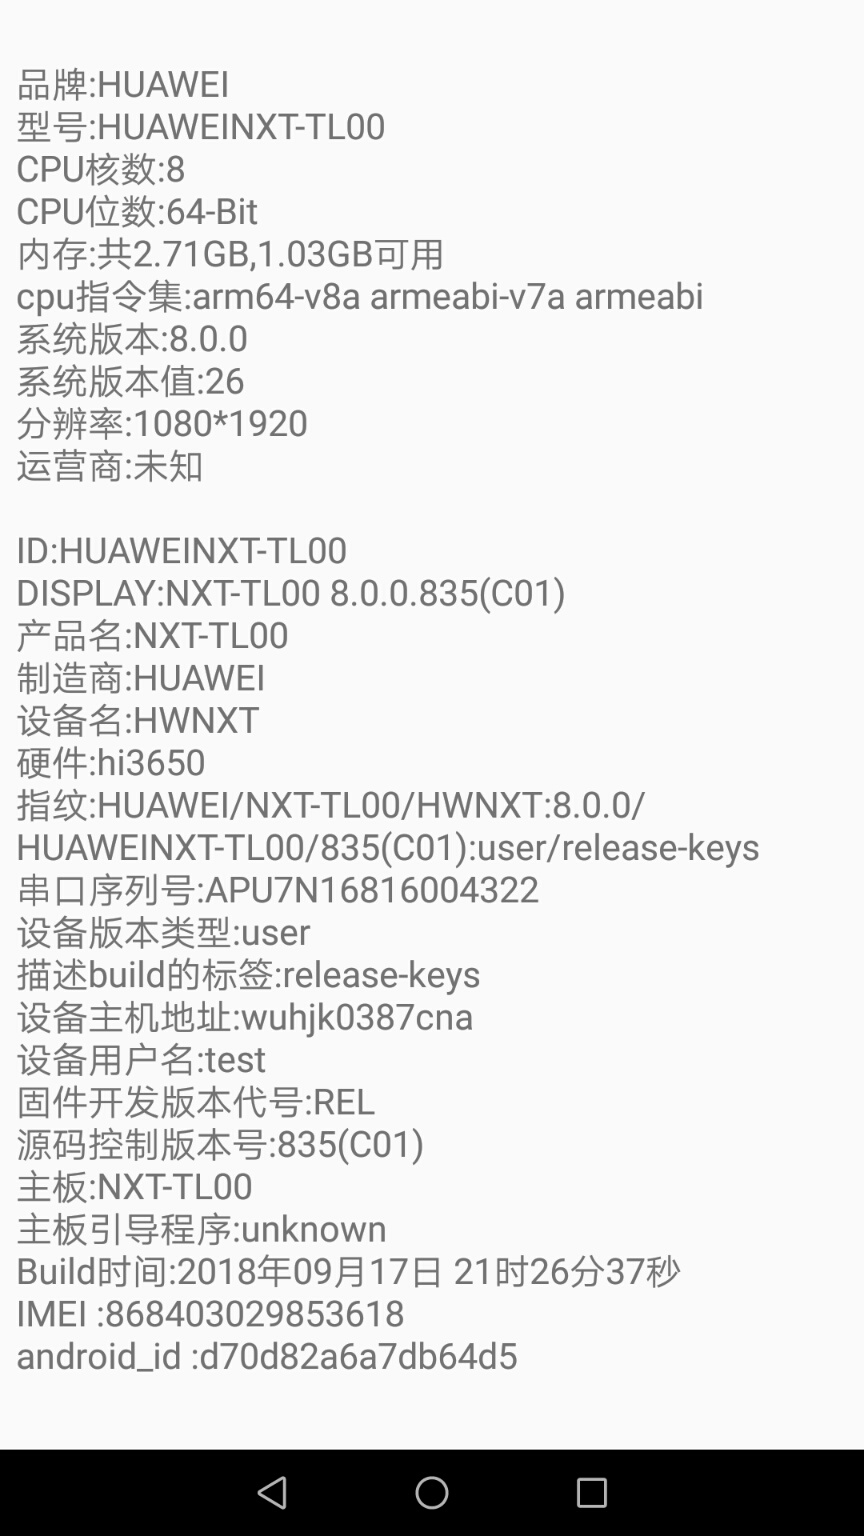 品牌:HUAWEI
型号:HUAWEINXT-TL00
CPU核数:8
CPU位数:64-Bit
内存:共2.71GB,1.03GB可用
cpu指令集:arm64-v8a armeabi-v7a armeabi
系统版本:8.0.0
系统版本值:26
分辨率:1080*1920
运营商:未知
ID:HUAWEINXT-TL00
DISPLAY:NXT-TL00 8.0.0.835(C01)
产品名:NXT-TL00
制造商:HUAWEI
设备名:HWNXT
硬件:hi3650
指纹:HUAWEI/NXT-TL00/HWNXT:8.0.0/
HUAWEINXT-TL00/835(C01):user/release-keys
串口序列号:APU7N16816004322
设备版本类型:user
描述build的标签:release-keys
设备主机地址:wuhjk0387cna
设备用户名:test
固件开发版本代号:REL
源码控制版本号:835(C01)
主板:NXT-TL00
主板引导程序:unknown
Build时间:2018年09月17日 21时26分37秒
IMEI :868403029853618
android_id :d70d82a6a7db64d5